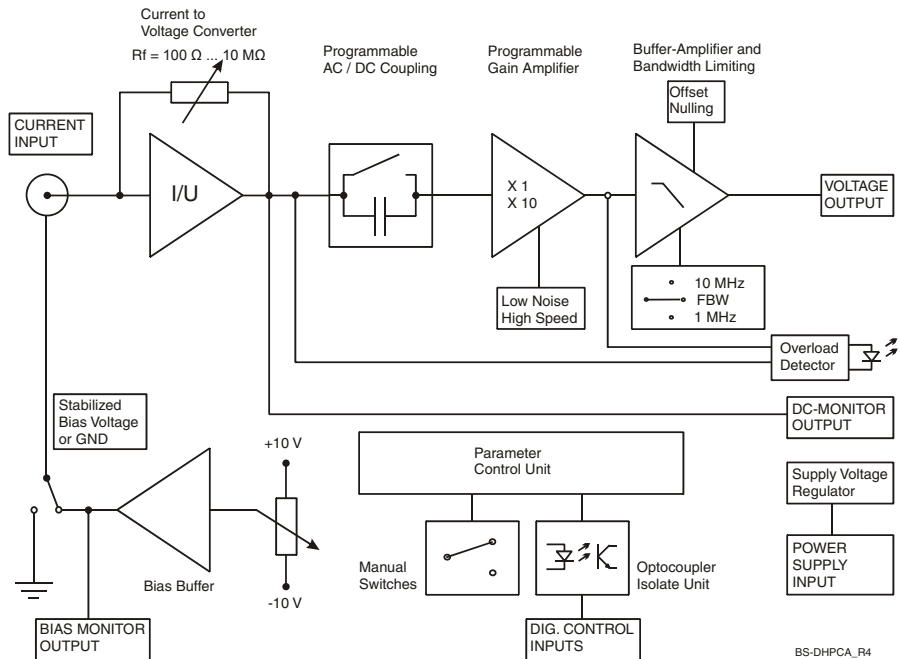 Current to
Voltage Converter
Rf = 100 Ω ... 10 MΩ
Programmable
AC / DC Coupling
Programmable
Gain Amplifier
Buffer-Amplifier and
Bandwidth Limiting
Offset
Nulling
CURRENT
INPUT
I/U
X 1
X 10
VOLTAGE
OUTPUT
Low Noise
High Speed
10 MHz
FBW
1 MHz
Overload
Detector
Stabilized
Bias Voltage
or GND
DC-MONITOR
OUTPUT
+10 V
-10 V
Bias Buffer
BIAS MONITOR
OUTPUT
Parameter
Control Unit
Manual
Switches
Optocoupler
Isolate Unit
DIG. CONTROL
INPUTS
Supply Voltage
Regulator
POWER
SUPPLY
INPUT
BS-DHPCA_R4